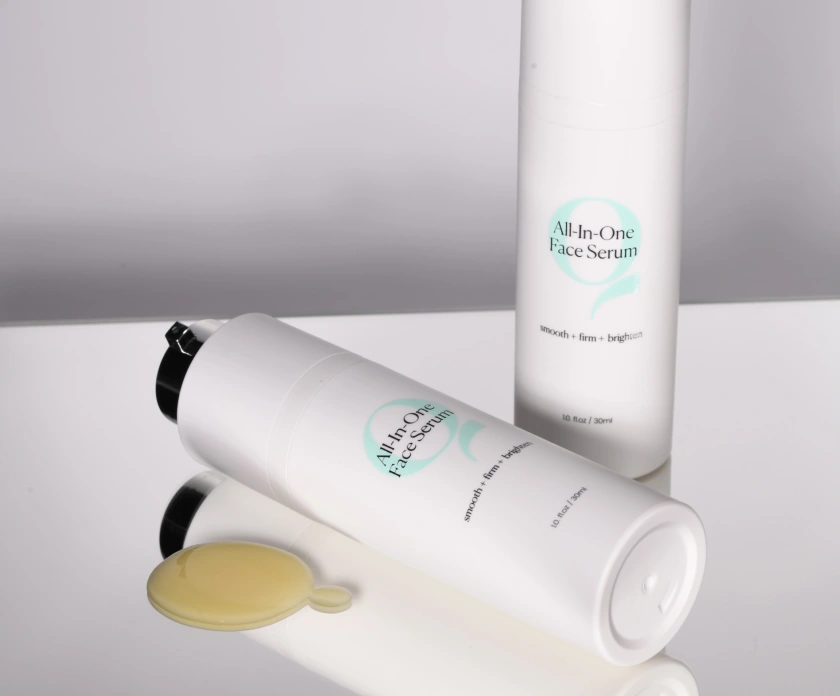 Q
All-In-One
Face Serum
smooth + firm + brighten
1.0 fl.oz / 30ml
Q
All-In-One
Face Serum
smooth + firm + brighten
1.0 fl.oz / 30ml